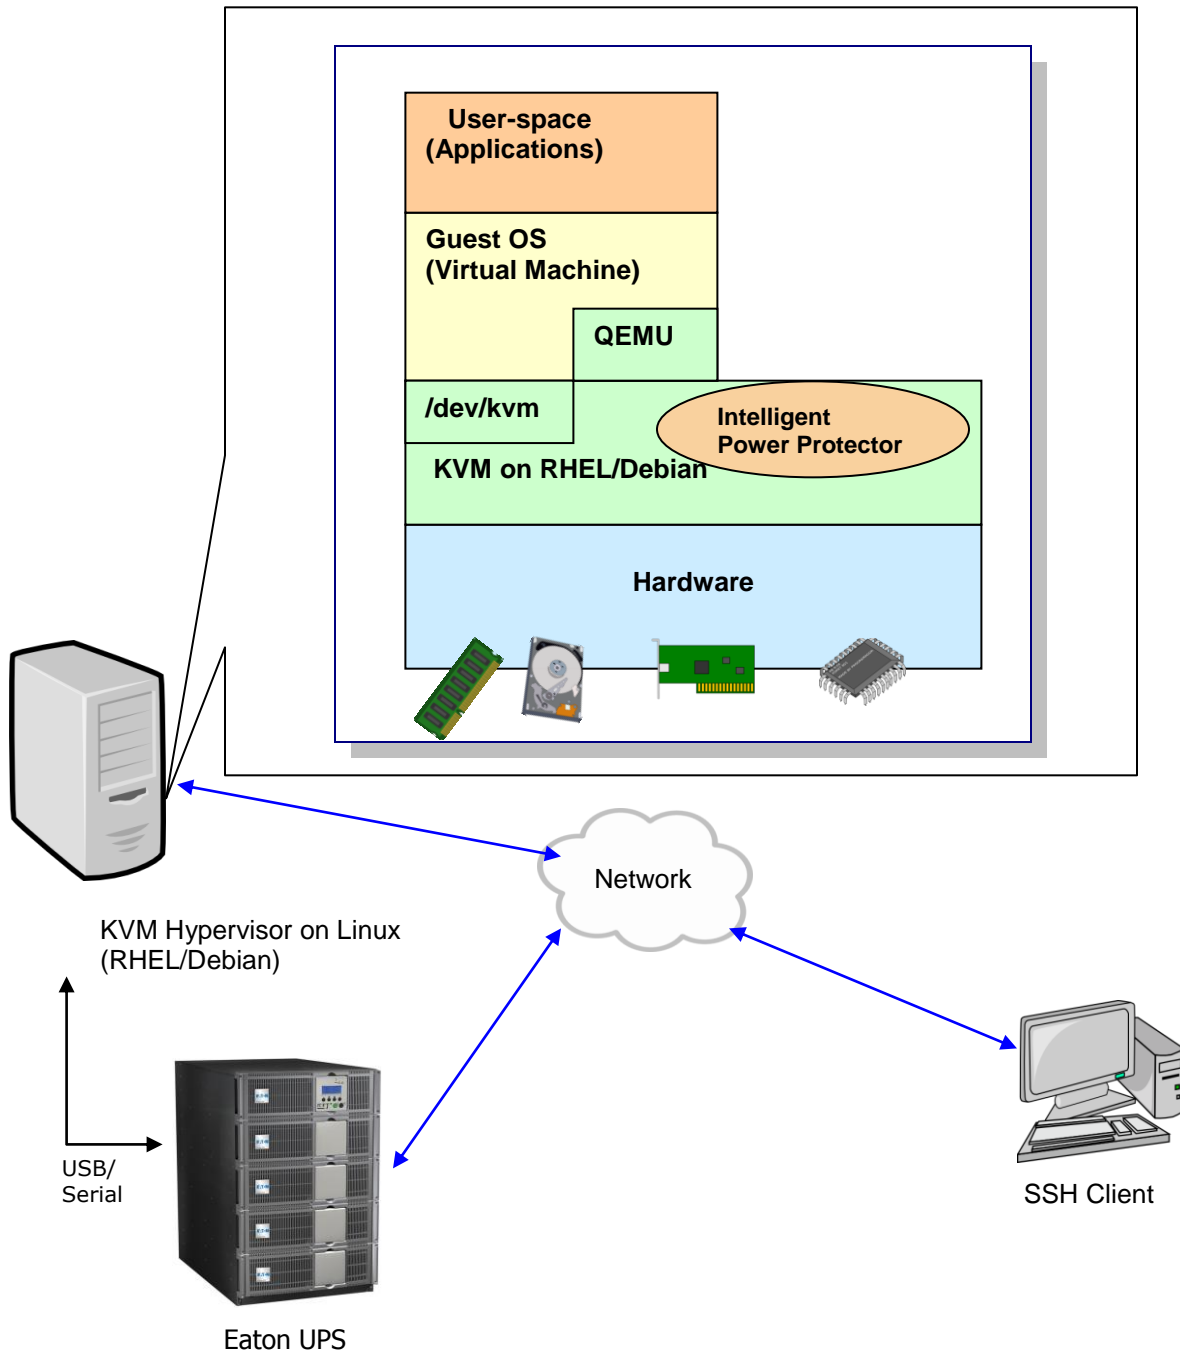 User-space
(Applications)
Guest OS
(Virtual Machine)
QEMU
/dev/kvm
Intelligent
Power Protector
KVM on RHEL/Debian
Hardware
Network
KVM Hypervisor on Linux
(RHEL/Debian)
USB/
Serial
SSH Client
Eaton UPS